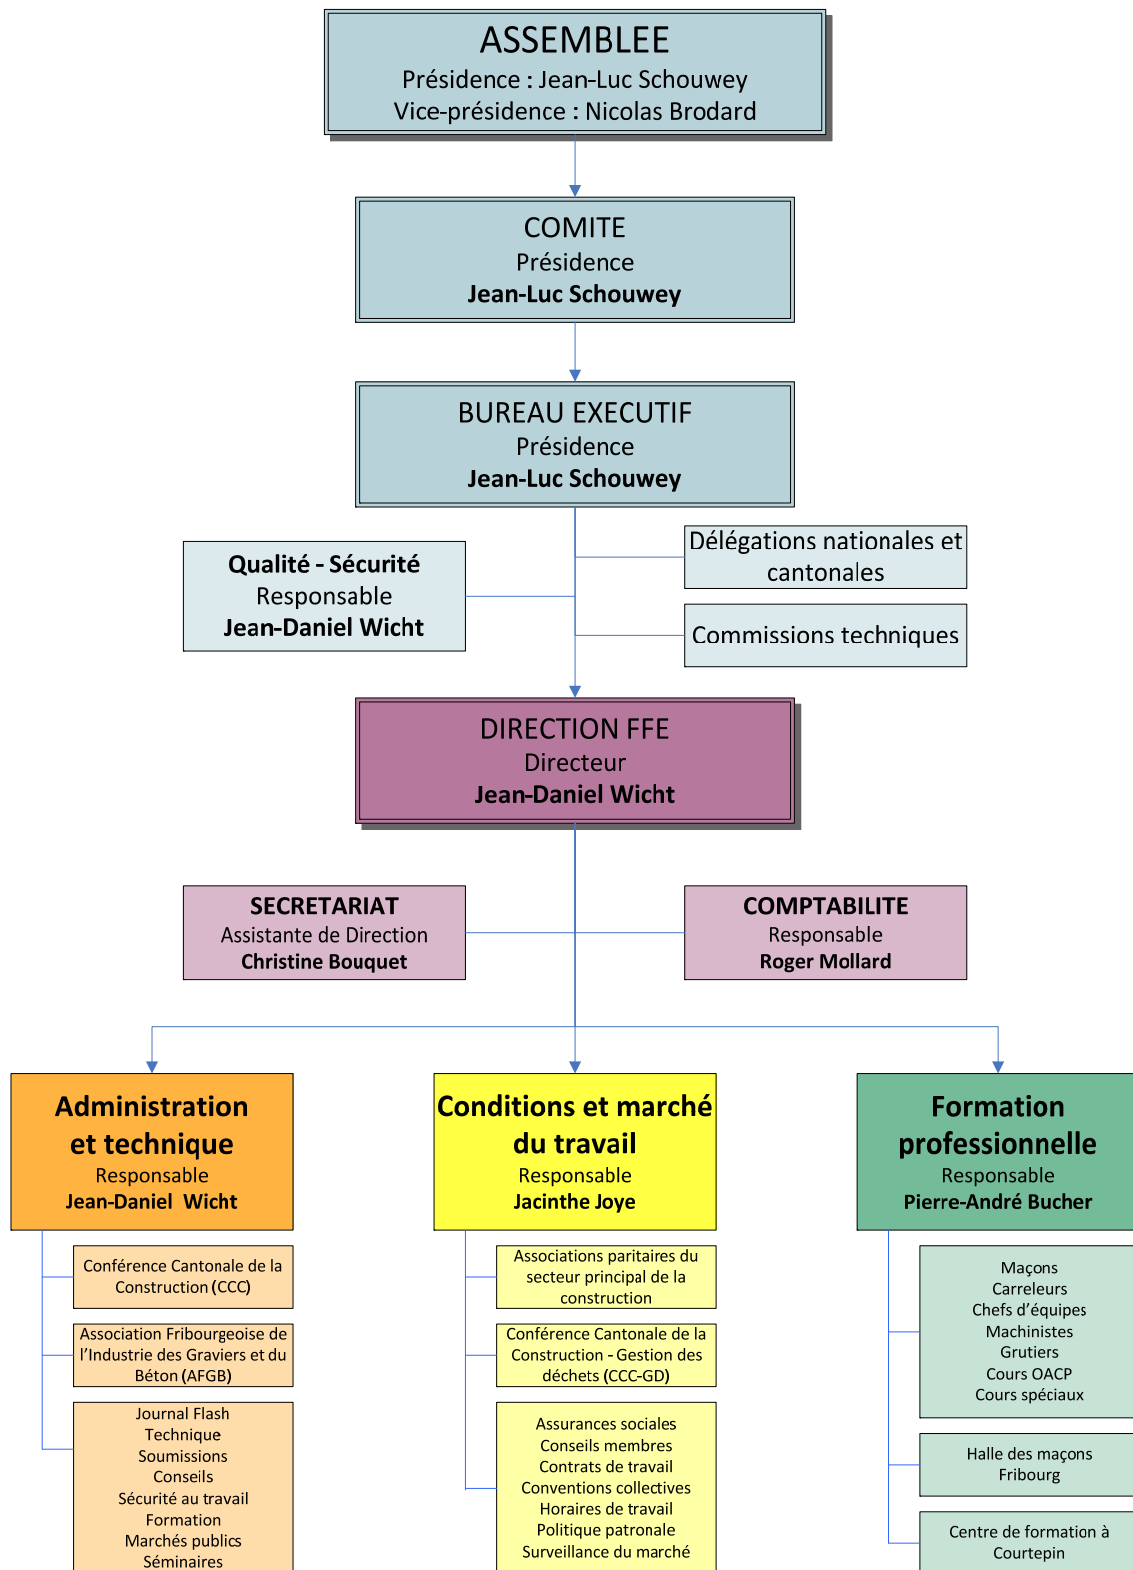 ASSEMBLEE
Présidence : Jean-Luc Schouwey
Vice-présidence : Nicolas Brodard
COMITE
Présidence
Jean-Luc Schouwey
BUREAU EXECUTIF
Présidence
Jean-Luc Schouwey
Qualité - Sécurité
Responsable
Jean-Daniel Wicht
Délégations nationales et
cantonales
Commissions techniques
DIRECTION FFE
Directeur
Jean-Daniel Wicht
SECRETARIAT
Assistante de Direction
Christine Bouquet
COMPTABILITE
Responsable
Roger Mollard
Administration
et technique
Responsable
Jean-Daniel Wicht
Conférence Cantonale de la
Construction (CCC)
Association Fribourgeoise de
l'Industrie des Graviers et du
Béton (AFGB)
Journal Flash
Technique
Soumissions
Conseils
Sécurité au travail
Formation
Marchés publics
Séminaires
Conditions et marché
du travail
Responsable
Jacinthe Joye
Associations paritaires du
secteur principal de la
construction
Conférence Cantonale de la
Construction - Gestion des
déchets (CCC-GD)
Assurances sociales
Conseils membres
Contrats de travail
Conventions collectives
Horaires de travail
Politique patronale
Surveillance du marché
Formation
professionnelle
Responsable
Pierre-André Bucher
Maçons
Carreleurs
Chefs d'équipes
Machinistes
Grutiers
Cours OACP
Cours spéciaux
Halle des maçons
Fribourg
Centre de formation à
Courtepin